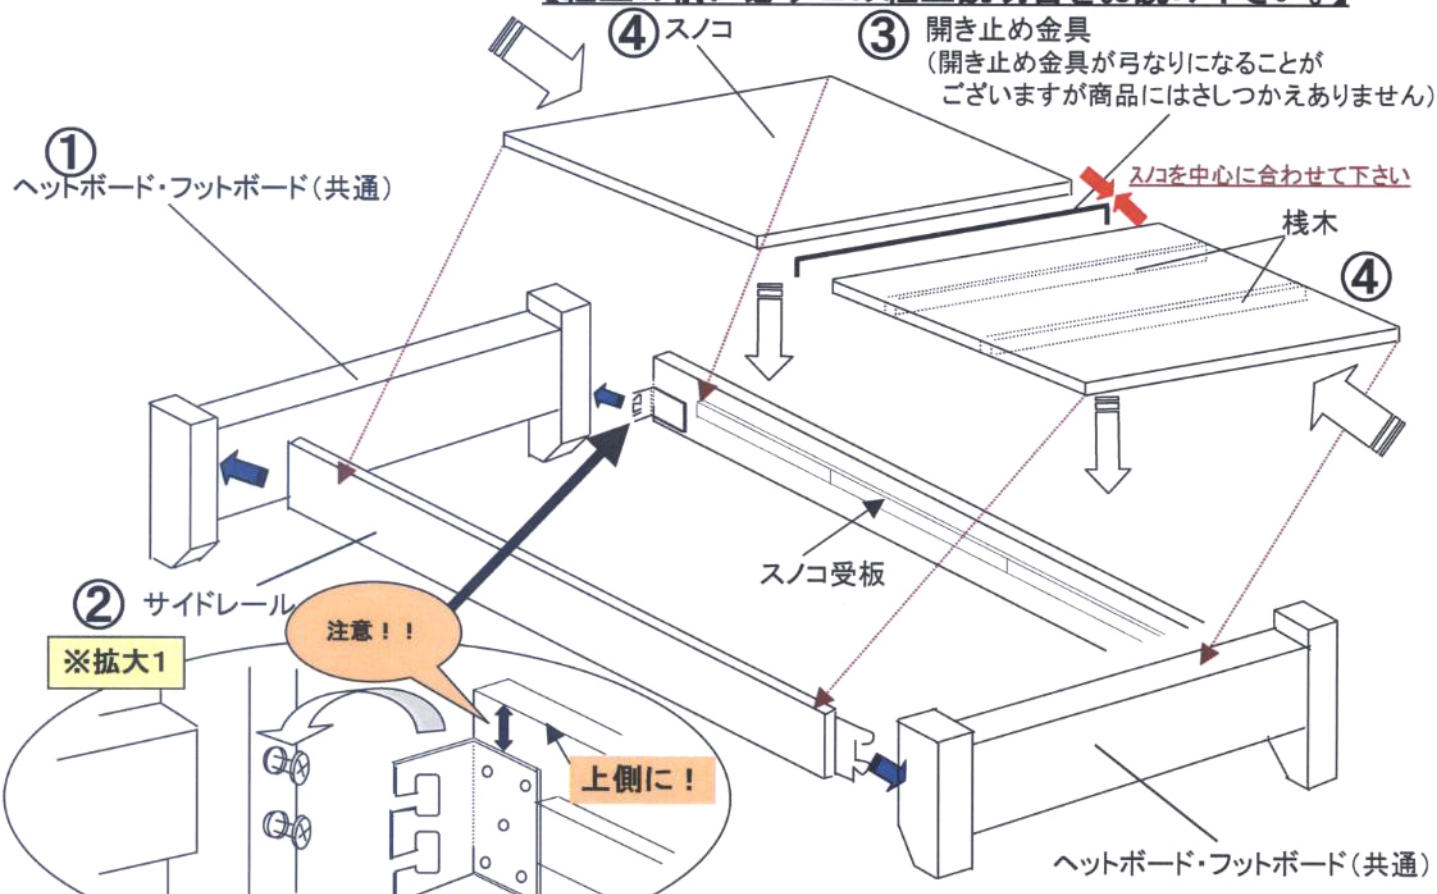 ④ スノコ
③ 開き止め金具
(開き止め金具が弓なりになることが
ございますが商品にはさしつかえありません)
①
ヘットボード・フットボード(共通)
スノコを中心に合わせて下さい
桟木
④
スノコ受板
② サイドレール
注意!!
※拡大1
上側に!
ヘットボード・フットボード(共通)